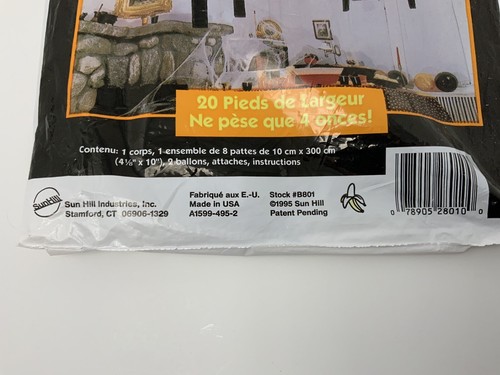 20 Pieds de Largeur
Ne pèse que 4 onces!
Contenu: 1 corps, 1 ensemble de 8 pattes de 10 cm x 300 cm
(4⅛" x 10"), 2 ballons, attaches, instructions
SunHill
Sun Hill Industries, Inc.
Stamford, CT 06906-1329
Fabriqué aux E.-U.
Made in USA
A1599-495-2
Stock #B801
©1995 Sun Hill
Patent Pending
0 78905 28010 0